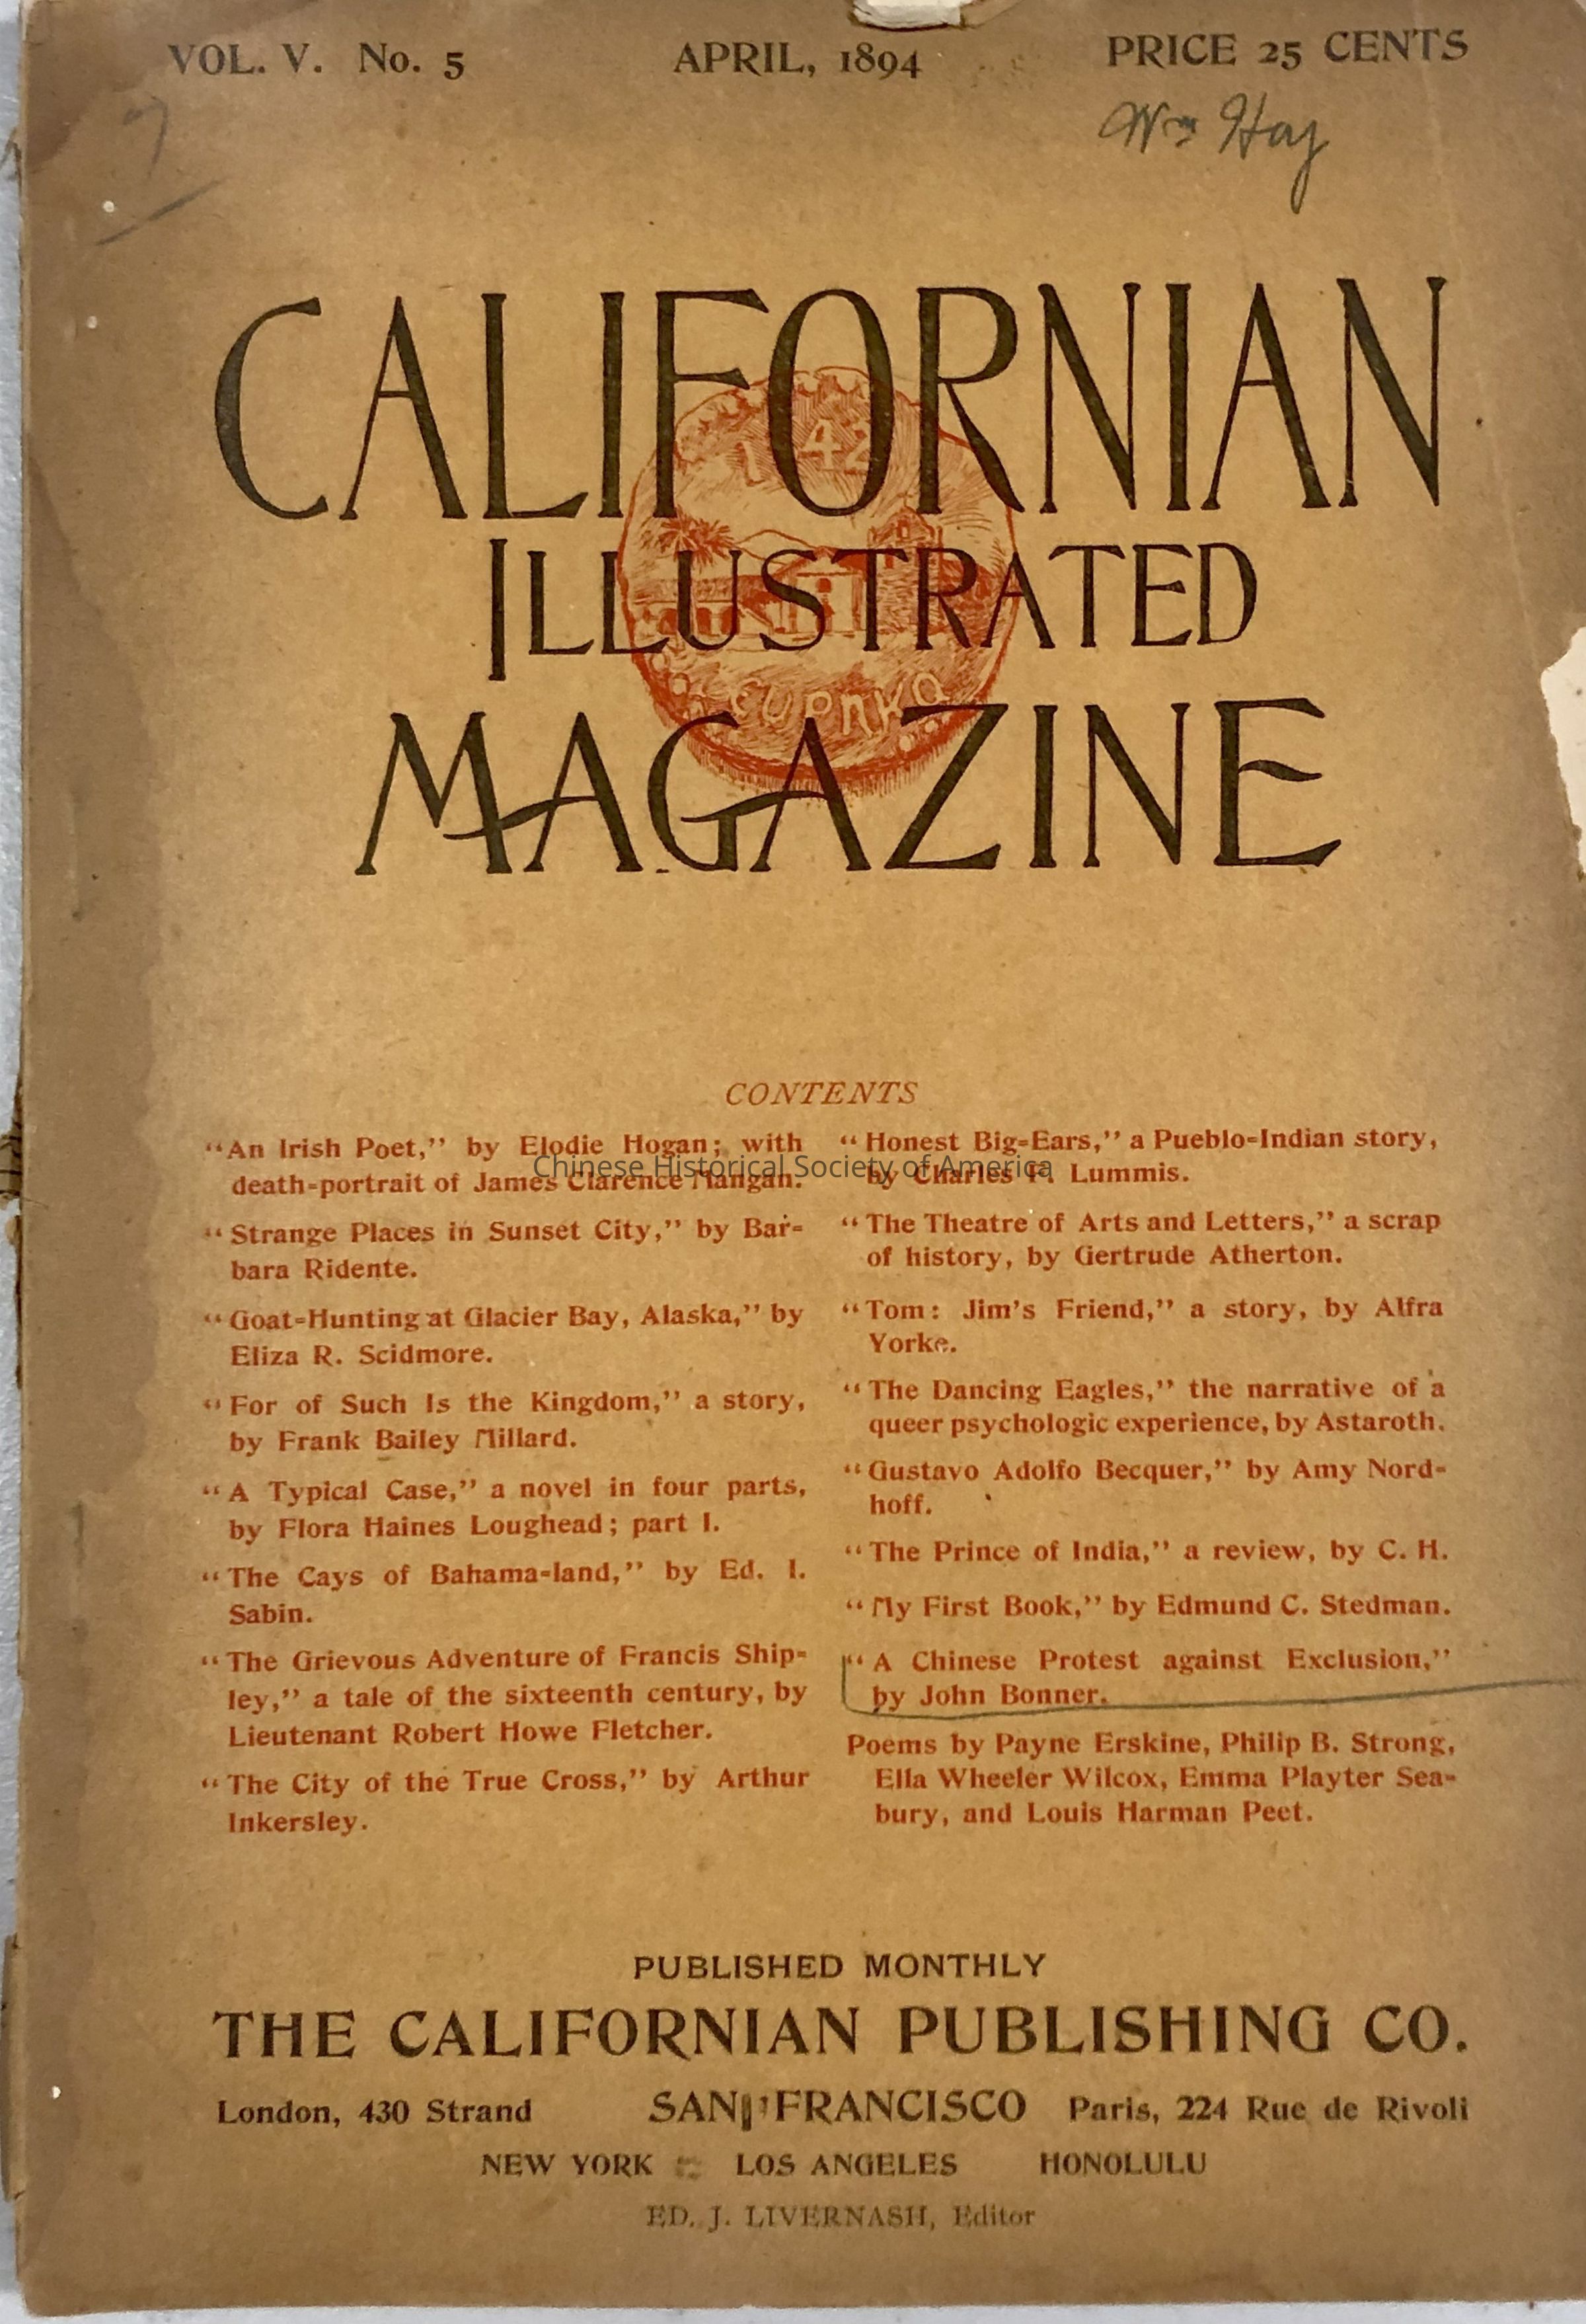 VOL. V. No. 5 APRIL, 1894 PRICE 25 CENTS
Wm Hoy
CALIFORNIAN
ILLUSTRATED
MAGAZINE
1542
EUPHKA
CONTENTS
“An Irish Poet,” by Elodie Hogan; with
death-portrait of James Clarence Mangan.
“Strange Places in Sunset City,” by Bar-
bara Ridente.
“Goat-Hunting at Glacier Bay, Alaska,” by
Eliza R. Scidmore.
“For of Such Is the Kingdom,” a story,
by Frank Bailey Millard.
“A Typical Case,” a novel in four parts,
by Flora Haines Loughead; part I.
“The Cays of Bahama-land,” by Ed. I.
Sabin.
“The Grievous Adventure of Francis Ship-
ley,” a tale of the sixteenth century, by
Lieutenant Robert Howe Fletcher.
“The City of the True Cross,” by Arthur
Inkersley.
“Honest Big-Ears,” a Pueblo-Indian story,
by Charles F. Lummis.
“The Theatre of Arts and Letters,” a scrap
of history, by Gertrude Atherton.
“Tom: Jim’s Friend,” a story, by Alfra
Yorke.
“The Dancing Eagles,” the narrative of a
queer psychologic experience, by Astaroth.
“Gustavo Adolfo Becquer,” by Amy Nord-
hoff.
“The Prince of India,” a review, by C. H.
“My First Book,” by Edmund C. Stedman.
“A Chinese Protest against Exclusion,”
by John Bonner.
Poems by Payne Erskine, Philip B. Strong,
Ella Wheeler Wilcox, Emma Playter Sea-
bury, and Louis Harman Peet.
Chinese Historical Society of America
PUBLISHED MONTHLY
THE CALIFORNIAN PUBLISHING CO.
London, 430 Strand SAN FRANCISCO Paris, 224 Rue de Rivoli
NEW YORK LOS ANGELES HONOLULU
ED. J. LIVERNASH, Editor